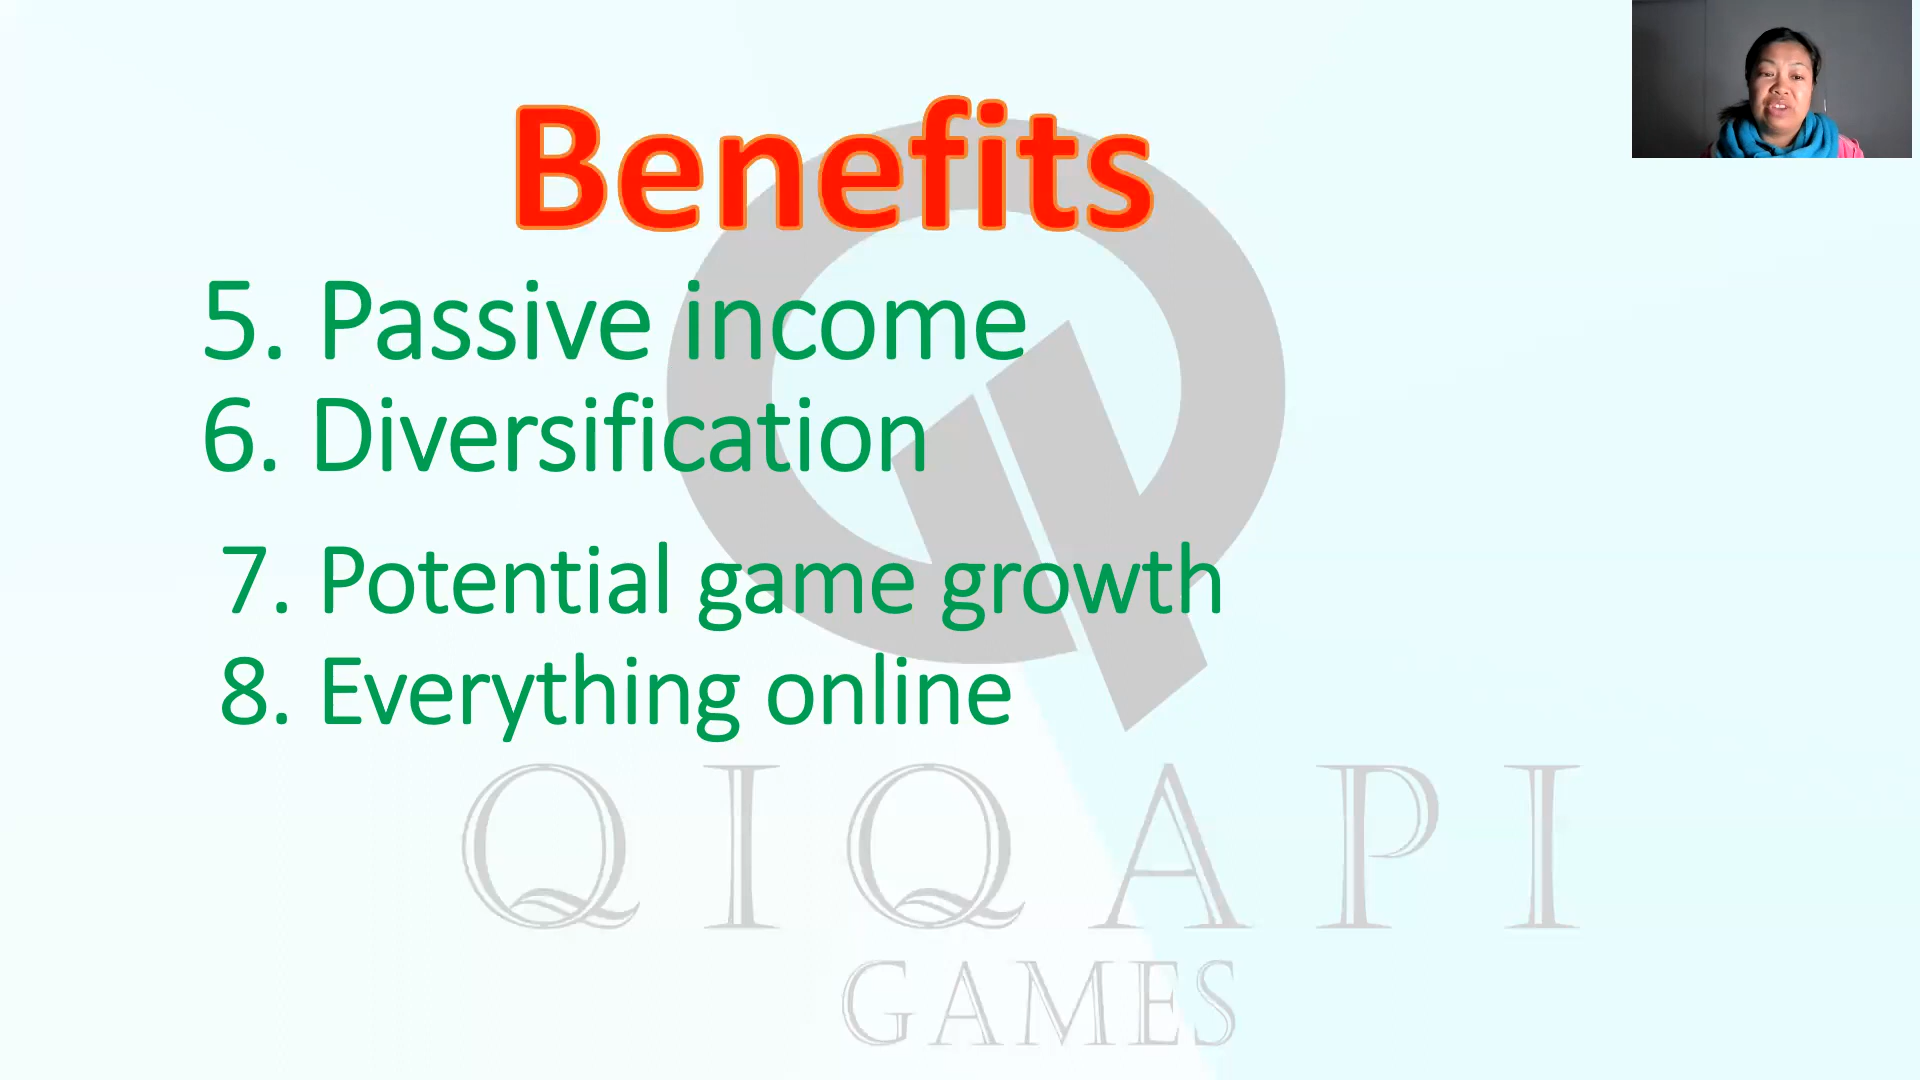 Benefits
5. Passive income
6. Diversification
7. Potential game growth
8. Everything online
QIQAPI
GAMES